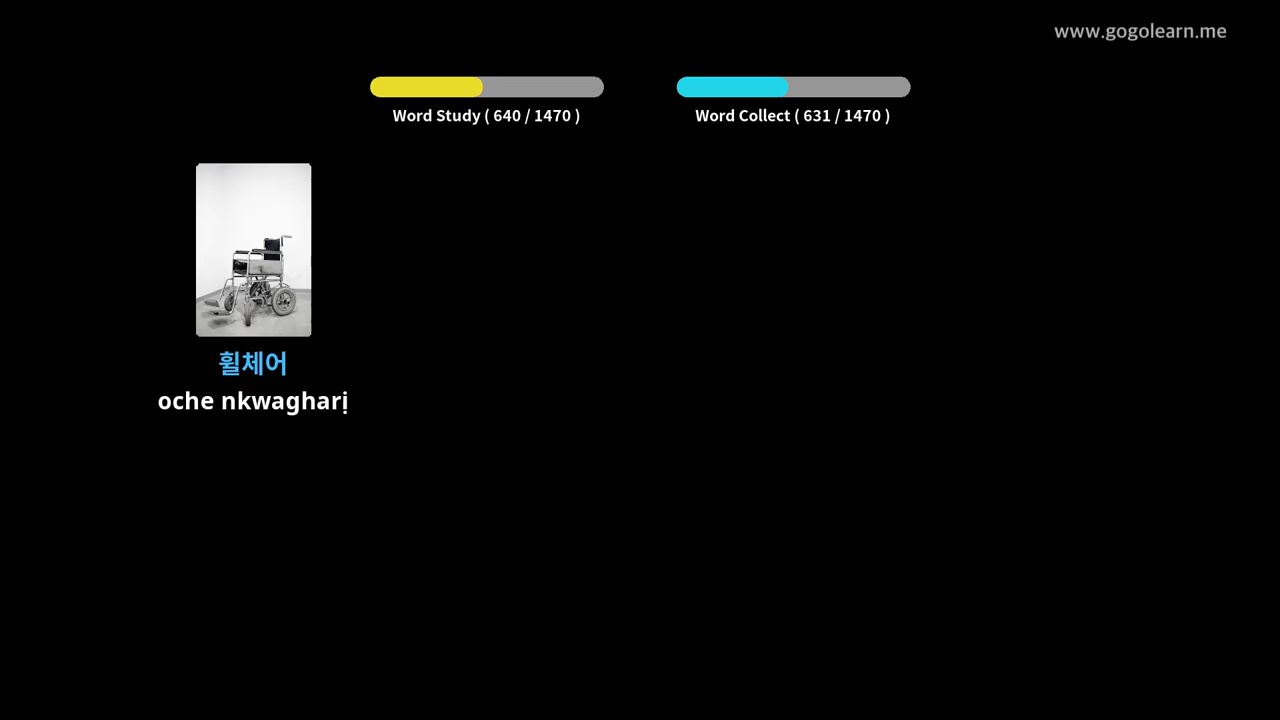 www.gogolearn.me
Word Study ( 640 / 1470 )
Word Collect ( 631 / 1470 )
휠체어
oche nkwagharị